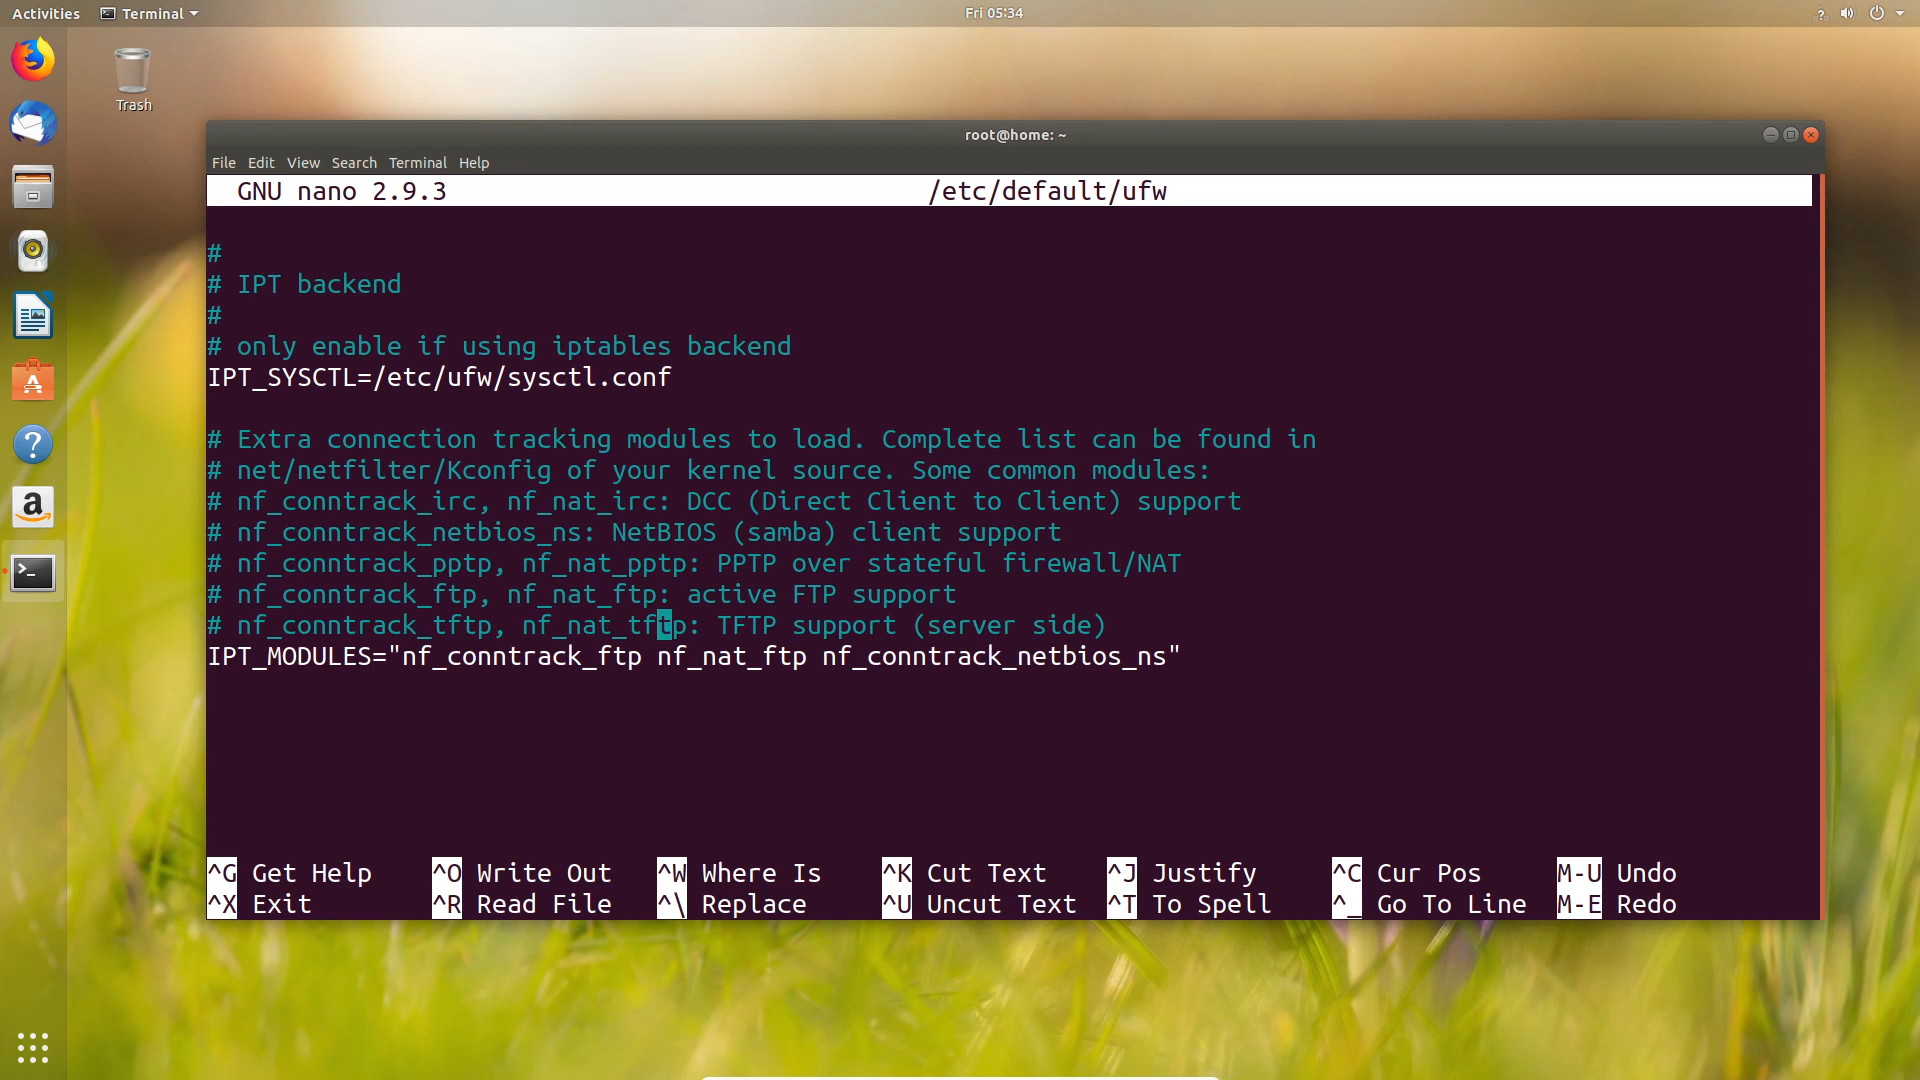 Activities Terminal Fri 05:34
Trash
root@home: ~
File Edit View Search Terminal Help
GNU nano 2.9.3 /etc/default/ufw
#
# IPT backend
#
# only enable if using iptables backend
IPT_SYSCTL=/etc/ufw/sysctl.conf
# Extra connection tracking modules to load. Complete list can be found in
# net/netfilter/Kconfig of your kernel source. Some common modules:
# nf_conntrack_irc, nf_nat_irc: DCC (Direct Client to Client) support
# nf_conntrack_netbios_ns: NetBIOS (samba) client support
# nf_conntrack_pptp, nf_nat_pptp: PPTP over stateful firewall/NAT
# nf_conntrack_ftp, nf_nat_ftp: active FTP support
# nf_conntrack_tftp, nf_nat_tftp: TFTP support (server side)
IPT_MODULES="nf_conntrack_ftp nf_nat_ftp nf_conntrack_netbios_ns"
^G Get Help ^O Write Out ^W Where Is ^K Cut Text ^J Justify ^C Cur Pos M-U Undo
^X Exit ^R Read File ^\ Replace ^U Uncut Text ^T To Spell ^_ Go To Line M-E Redo